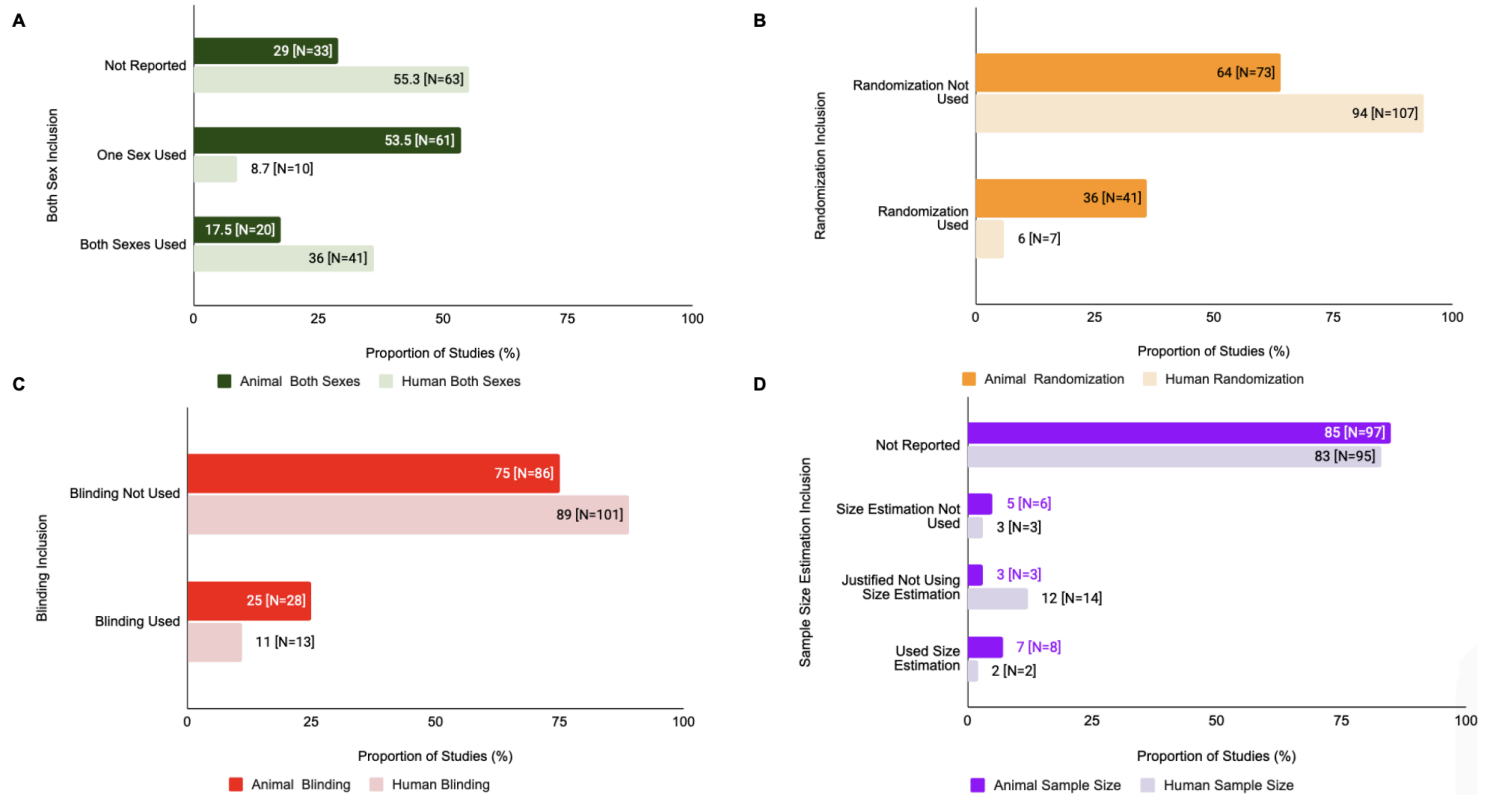 A
Both Sex Inclusion
Not Reported
29 [N=33]
55.3 [N=63]
One Sex Used
53.5 [N=61]
8.7 [N=10]
Both Sexes Used
17.5 [N=20]
36 [N=41]
0 25 50 75 100
Proportion of Studies (%)
Animal Both Sexes Human Both Sexes
B
Randomization Inclusion
Randomization Not
Used
64 [N=73]
94 [N=107]
Randomization
Used
36 [N=41]
6 [N=7]
0 25 50 75 100
Proportion of Studies (%)
Animal Randomization Human Randomization
C
Blinding Inclusion
Blinding Not Used
75 [N=86]
89 [N=101]
Blinding Used
25 [N=28]
11 [N=13]
0 25 50 75 100
Proportion of Studies (%)
Animal Blinding Human Blinding
D
Sample Size Estimation Inclusion
Not Reported
85 [N=97]
83 [N=95]
Size Estimation Not
Used
5 [N=6]
3 [N=3]
Justified Not Using
Size Estimation
3 [N=3]
12 [N=14]
Used Size
Estimation
7 [N=8]
2 [N=2]
0 25 50 75 100
Proportion of Studies (%)
Animal Sample Size Human Sample Size